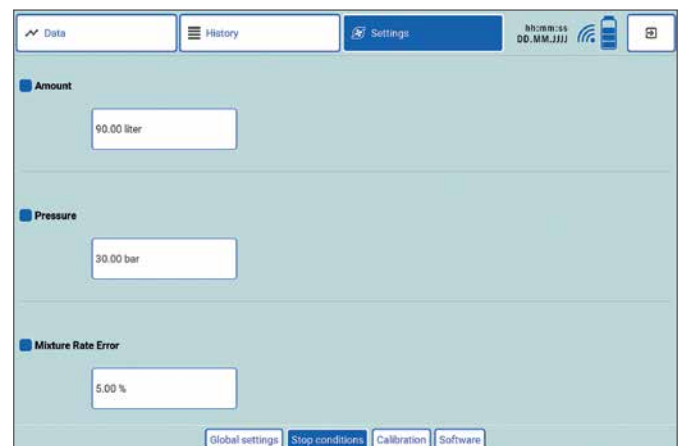 Data
History
Settings
hh:mm:ss
DD.MM.JJJJ
Amount
90.00 liter
Pressure
30.00 bar
Mixture Rate Error
5.00 %
Global settings
Stop conditions
Calibration
Software